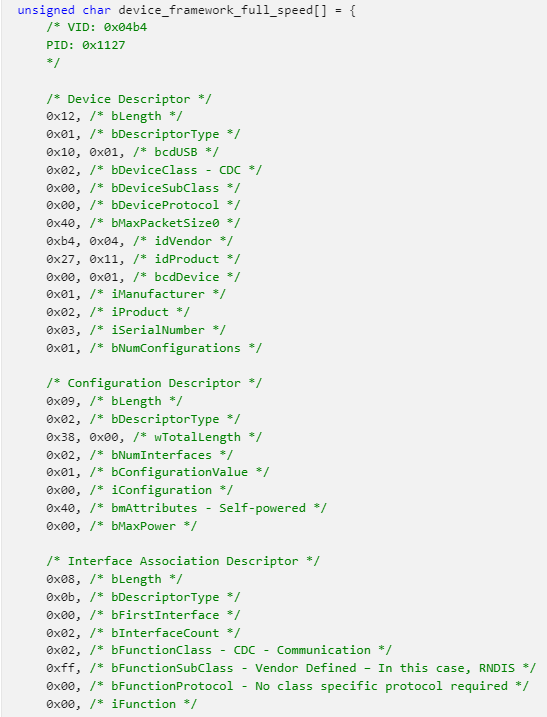 unsigned char device_framework_full_speed[] = {
/* VID: 0x04b4
PID: 0x1127
*/
/* Device Descriptor */
0x12, /* bLength */
0x01, /* bDescriptorType */
0x10, 0x01, /* bcdUSB */
0x02, /* bDeviceClass - CDC */
0x00, /* bDeviceSubClass */
0x00, /* bDeviceProtocol */
0x40, /* bMaxPacketSize0 */
0xb4, 0x04, /* idVendor */
0x27, 0x11, /* idProduct */
0x00, 0x01, /* bcdDevice */
0x01, /* iManufacturer */
0x02, /* iProduct */
0x03, /* iSerialNumber */
0x01, /* bNumConfigurations */
/* Configuration Descriptor */
0x09, /* bLength */
0x02, /* bDescriptorType */
0x38, 0x00, /* wTotalLength */
0x02, /* bNumInterfaces */
0x01, /* bConfigurationValue */
0x00, /* iConfiguration */
0x40, /* bmAttributes - Self-powered */
0x00, /* bMaxPower */
/* Interface Association Descriptor */
0x08, /* bLength */
0x0b, /* bDescriptorType */
0x00, /* bFirstInterface */
0x02, /* bInterfaceCount */
0x02, /* bFunctionClass - CDC - Communication */
0xff, /* bFunctionSubClass - Vendor Defined – In this case, RNDIS */
0x00, /* bFunctionProtocol - No class specific protocol required */
0x00, /* iFunction */